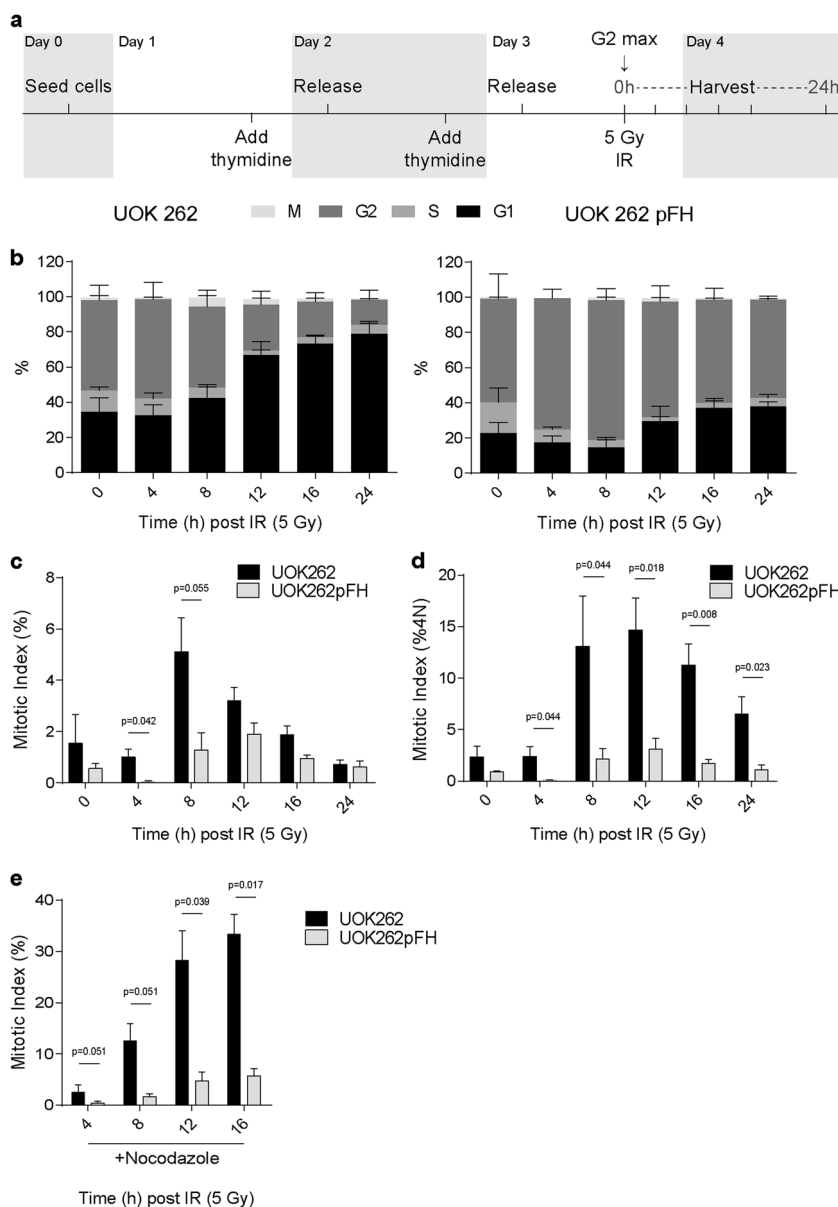 a
Day 0
Day 1
Day 2
Day 3
G2 max
Day 4
Seed cells
Release
Release
0h
Harvest
24h
Add
thymidine
Add
thymidine
5 Gy
IR
UOK 262
M
G2
S
G1
UOK 262 pFH
b
120
100
80
60
40
20
0
%
0
4
8
12
16
24
Time (h) post IR (5 Gy)
120
100
80
60
40
20
0
%
0
4
8
12
16
24
Time (h) post IR (5 Gy)
c
8
6
4
2
0
Mitotic Index (%)
p=0.042
p=0.055
UOK262
UOK262pFH
0
4
8
12
16
24
Time (h) post IR (5 Gy)
d
20
15
10
5
0
Mitotic Index (%4N)
p=0.044
p=0.044
p=0.018
p=0.008
p=0.023
UOK262
UOK262pFH
0
4
8
12
16
24
Time (h) post IR (5 Gy)
e
40
30
20
10
0
Mitotic Index (%)
p=0.051
p=0.051
p=0.039
p=0.017
UOK262
UOK262pFH
4
8
12
16
+Nocodazole
Time (h) post IR (5 Gy)